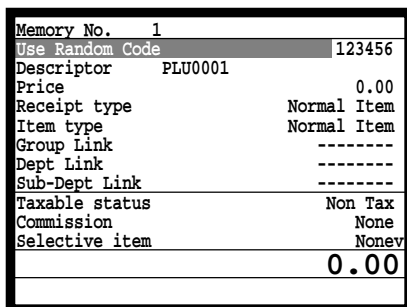 Memory No. 1
Use Random Code 123456
Descriptor PLU0001
Price 0.00
Receipt type Normal Item
Item type Normal Item
Group Link --------
Dept Link --------
Sub-Dept Link --------
Taxable status Non Tax
Commission None
Selective item Nonev
0.00